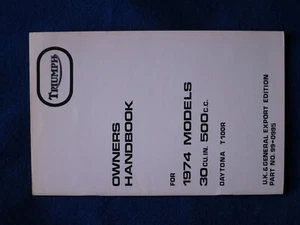 TRIUMPH
OWNERS
HANDBOOK
FOR
1974 MODELS
30 CU. IN. 500 C.C.
DAYTONA T100R
U.K. & GENERAL EXPORT EDITION
PART NO. 99-0995